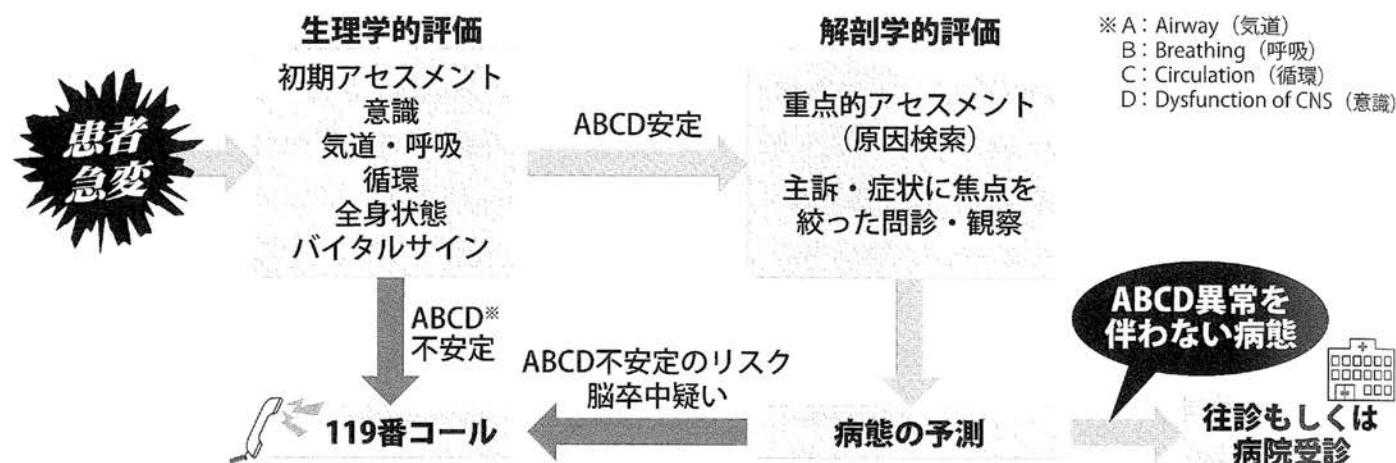 生理学的評価
初期アセスメント
意識
気道・呼吸
循環
全身状態
バイタルサイン
解剖学的評価
重点的アセスメント
（原因検索）
主訴・症状に焦点を
絞った問診・観察
※ A：Airway（気道）
B：Breathing（呼吸）
C：Circulation（循環）
D：Dysfunction of CNS（意識）
患者
急変
ABCD安定
ABCD※
不安定
ABCD不安定のリスク
脳卒中疑い
ABCD異常を
伴わない病態
119番コール
病態の予測
往診もしくは
病院受診